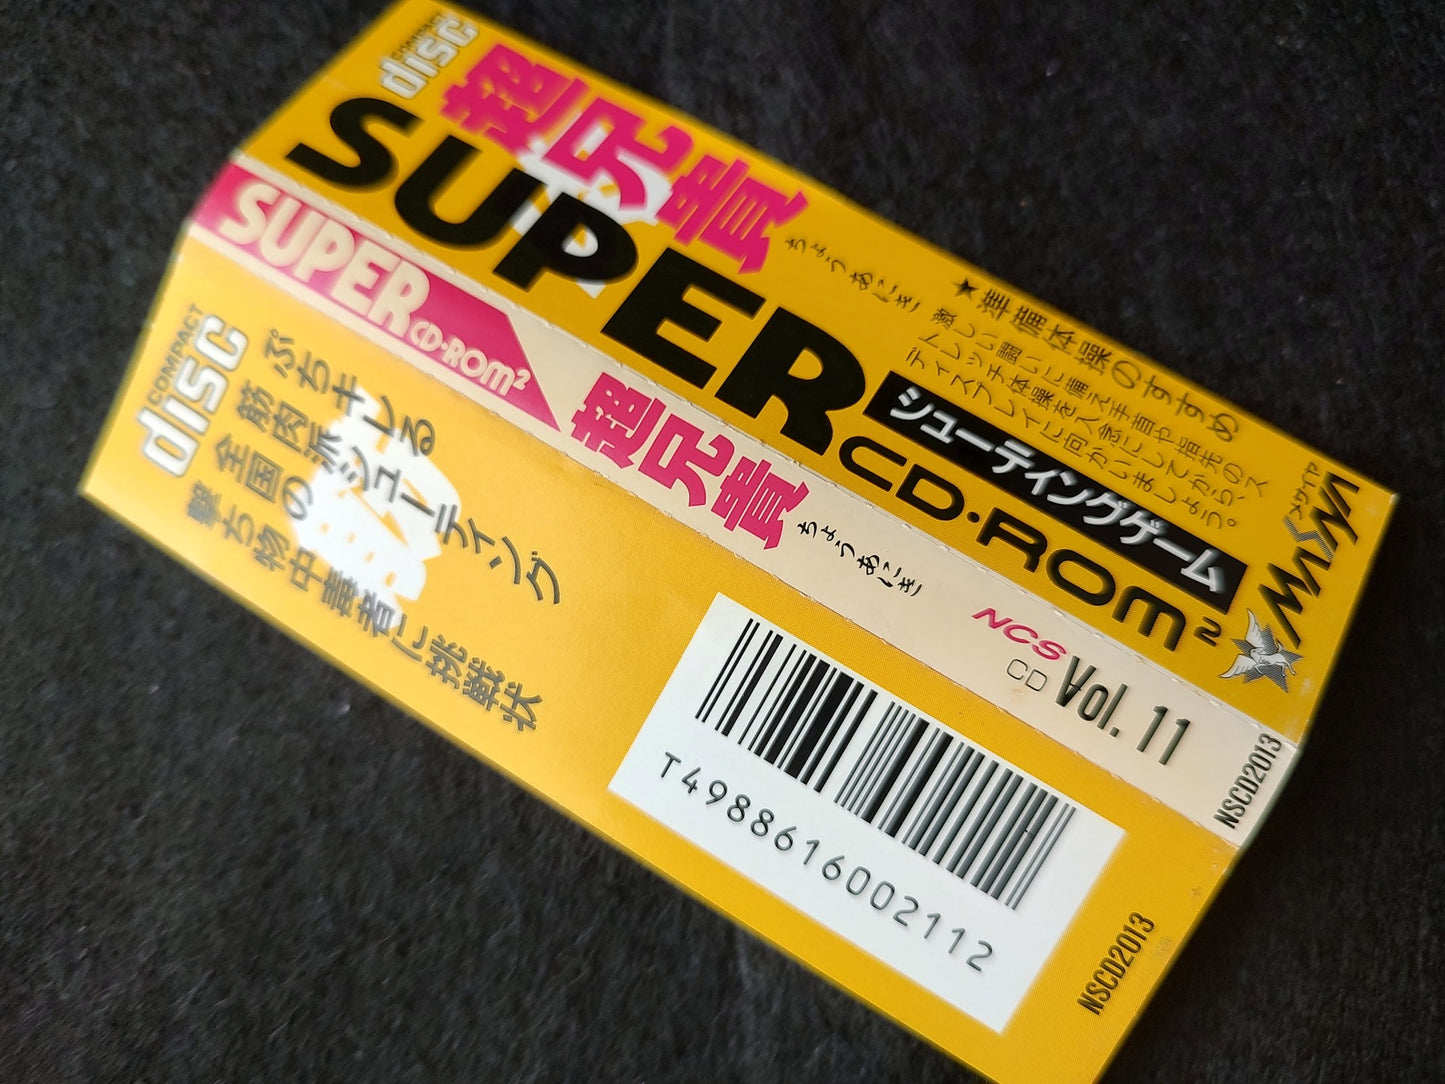 COMPACT
disc
超兄貴
ちょうあにき
★準備体操のすすめ
激しい闘いに備え手首や指先のス
トレッチ体操を入念にしてから、
ディスプレイに向かいましょう。
SUPER
CD・ROM²
シューティングゲーム
メサイヤ
MASAYA
SUPER
CD・ROM²
超兄貴
ちょうあにき
NCS
CD
Vol. 11
NSCD2013
COMPACT
disc
ぶちキレる
筋肉派シューティング
全国の
撃ち物中毒者に挑戦状
T4988616002112
NSCD2013